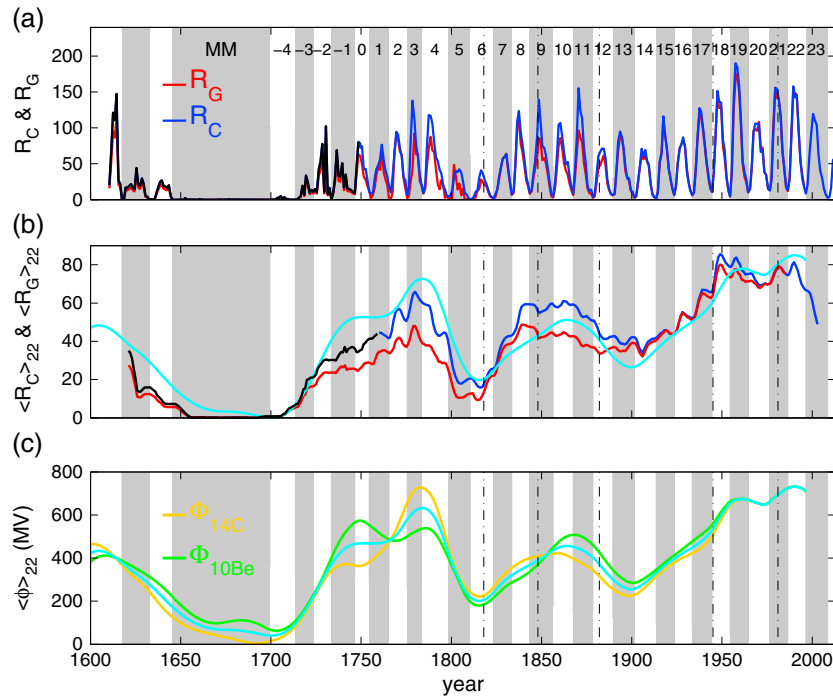 (a)
MM -4 -3 -2 -1 0 1 2 3 4 5 6 7 8 9 10 11 12 13 14 15 16 17 18 19 20 21 22 23
200
150
100
50
0
R_C & R_G
R_G
R_C
(b)
80
60
40
20
0
<R_C>_22 & <R_G>_22
(c)
800
600
400
200
0
<ϕ>_22 (MV)
Φ_14C
Φ_10Be
1600 1650 1700 1750 1800 1850 1900 1950 2000
year